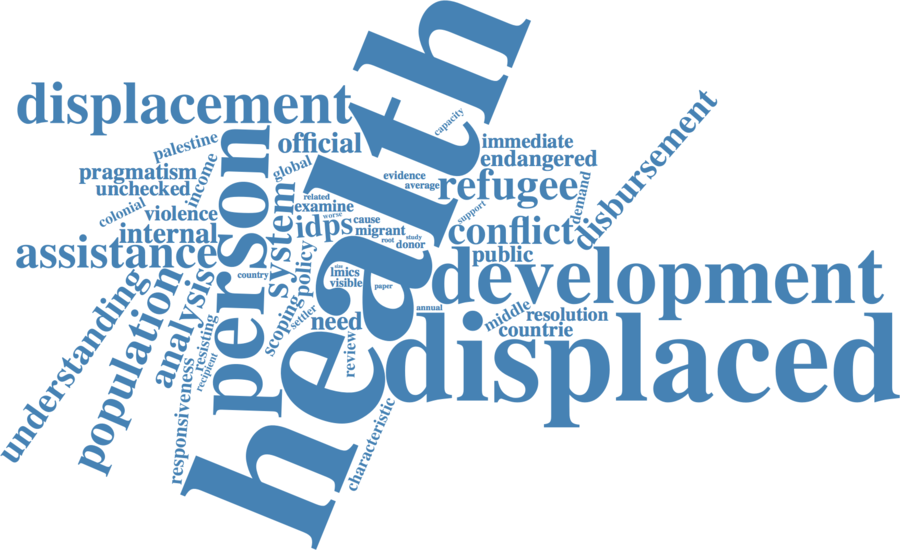 health
displacement
official
capacity
palestine
global
immediate
endangered
pragmatism
unchecked
income
evidence
average
refugee
demand
disbursement
colonial
violence
related
examine
worse
support
internal
person
system
idps
cause
migrant
root
study
donor
conflict
assistance
policy
public
country
size
lmics
visible
paper
development
population
analysis
understanding
scoping
settler
need
annual
middle
resolution
countrie
resisting
recipient
responsiveness
review
displaced
characteristic